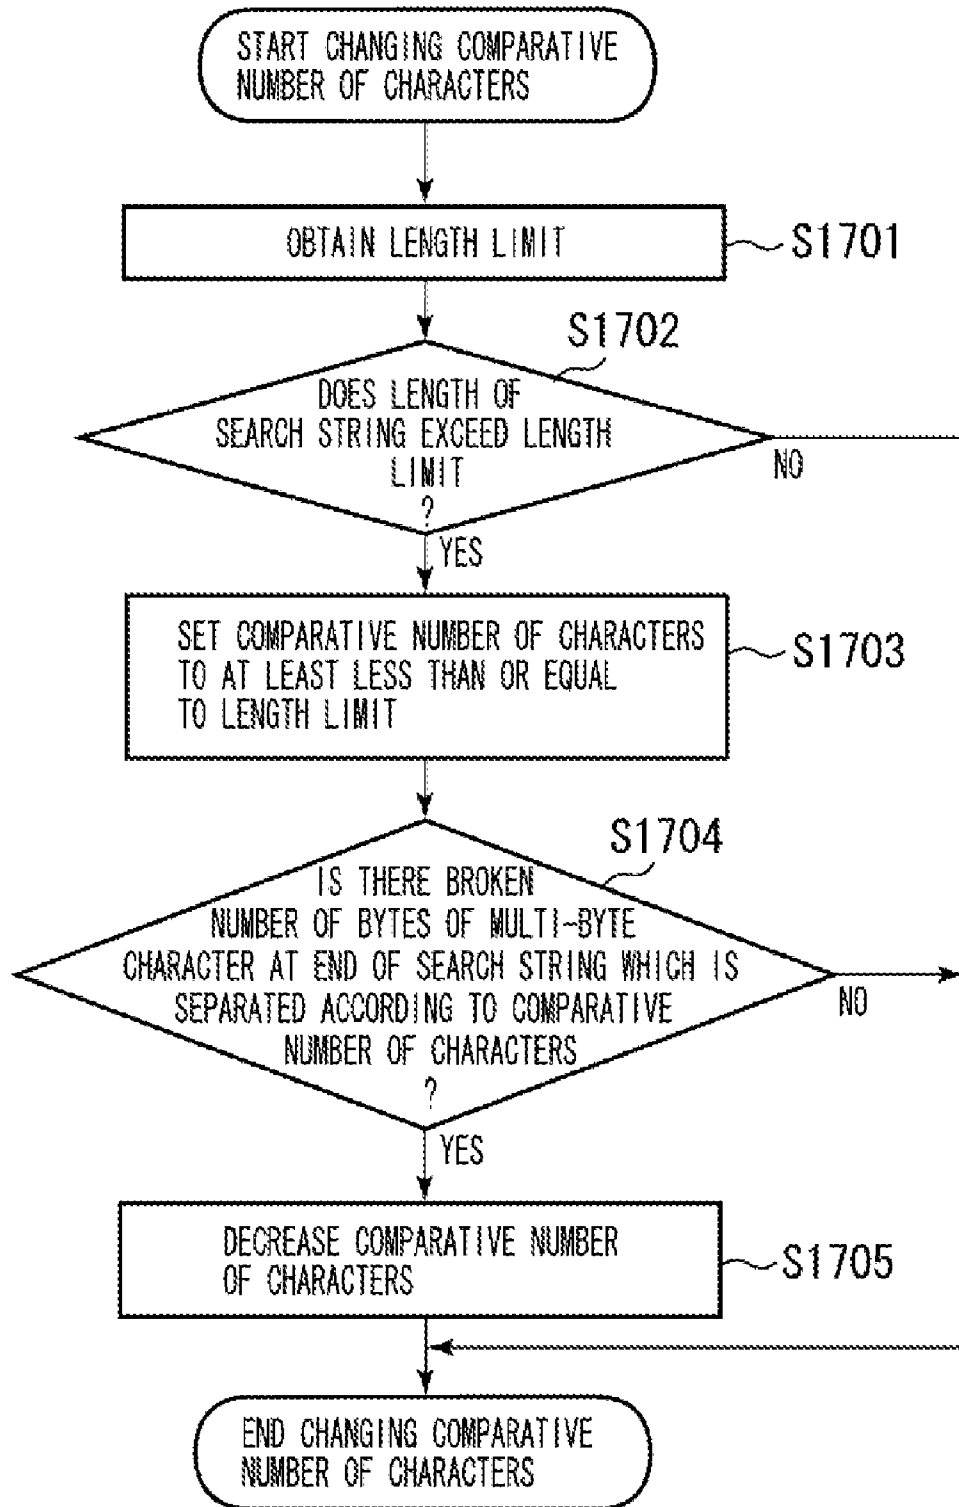 START CHANGING COMPARATIVE
NUMBER OF CHARACTERS
OBTAIN LENGTH LIMIT
S1701
S1702
DOES LENGTH OF
SEARCH STRING EXCEED LENGTH
LIMIT
?
NO
YES
SET COMPARATIVE NUMBER OF CHARACTERS
TO AT LEAST LESS THAN OR EQUAL
TO LENGTH LIMIT
S1703
S1704
IS THERE BROKEN
NUMBER OF BYTES OF MULTI-BYTE
CHARACTER AT END OF SEARCH STRING WHICH IS
SEPARATED ACCORDING TO COMPARATIVE
NUMBER OF CHARACTERS
?
NO
YES
DECREASE COMPARATIVE NUMBER
OF CHARACTERS
S1705
END CHANGING COMPARATIVE
NUMBER OF CHARACTERS